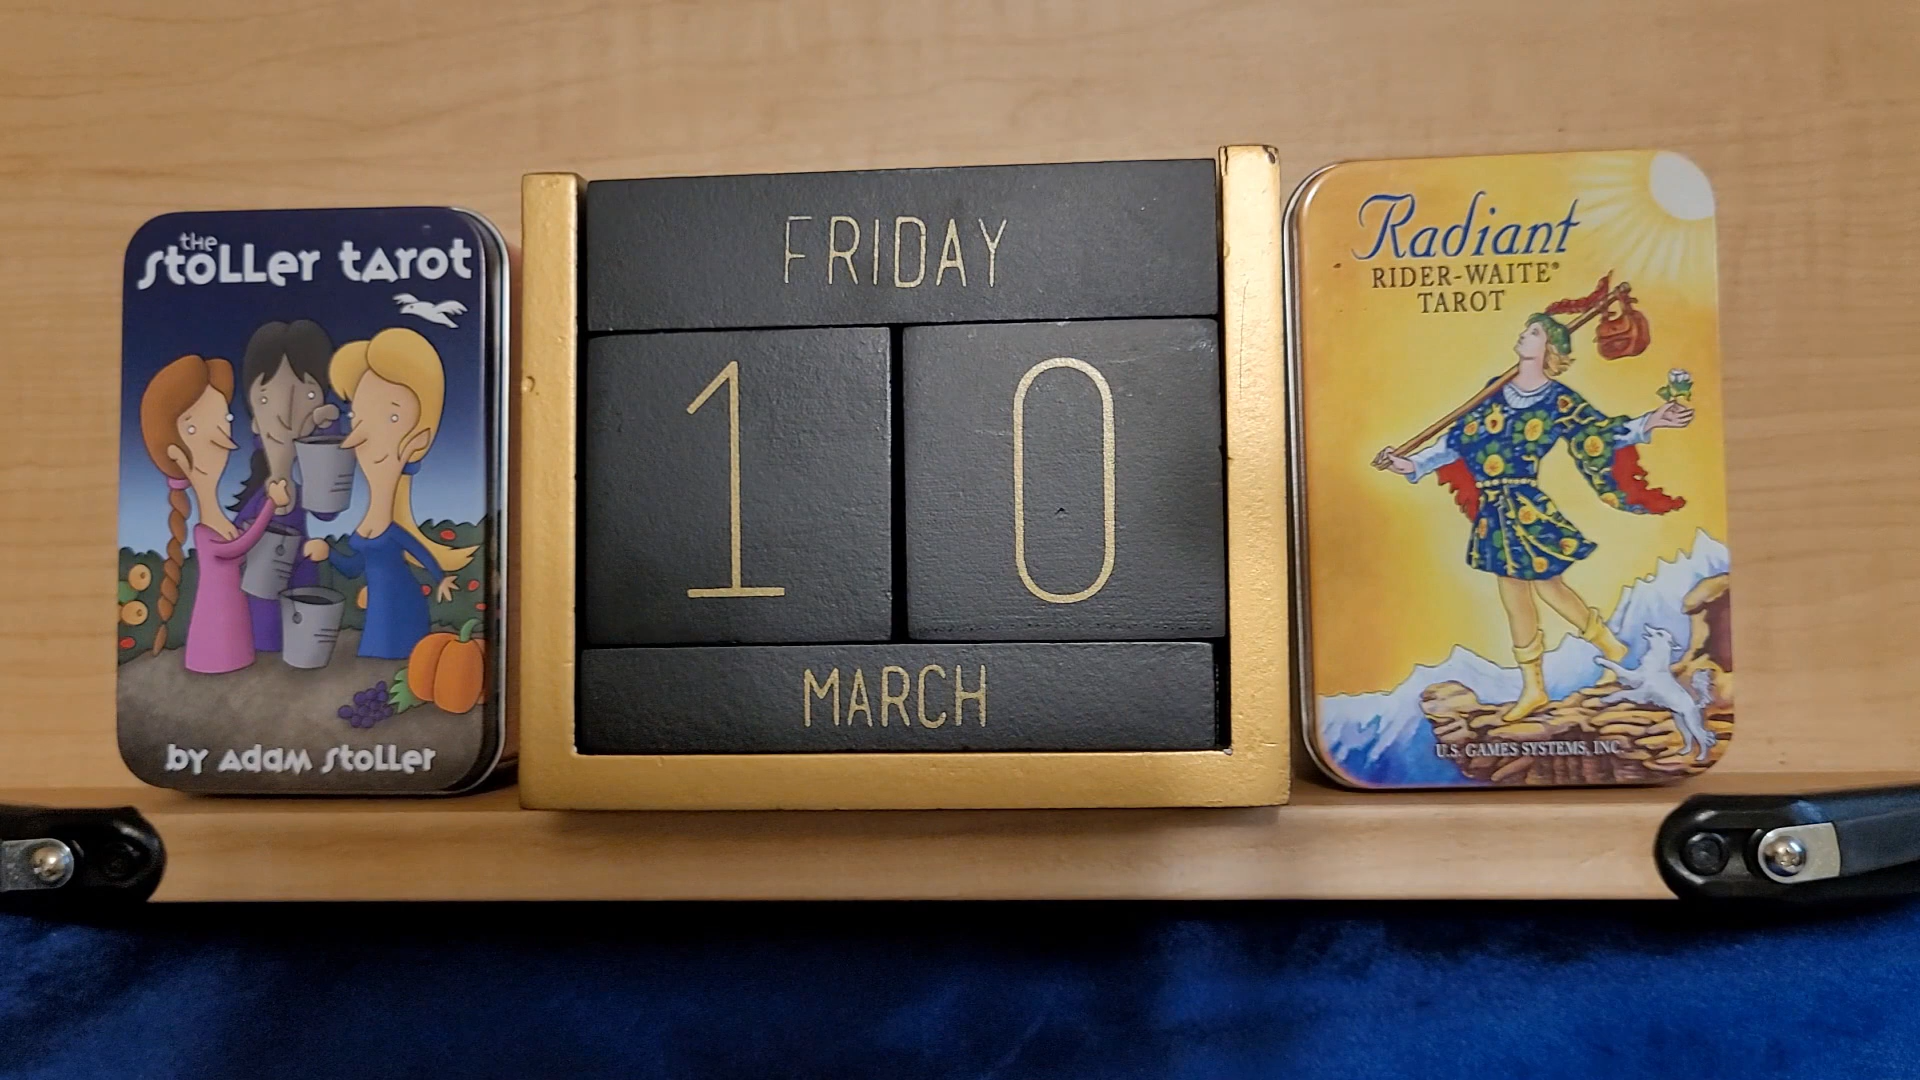 the
stoller tarot
by Adam Stoller
FRIDAY
1 0
MARCH
Radiant
RIDER-WAITE®
TAROT
U.S. GAMES SYSTEMS, INC.